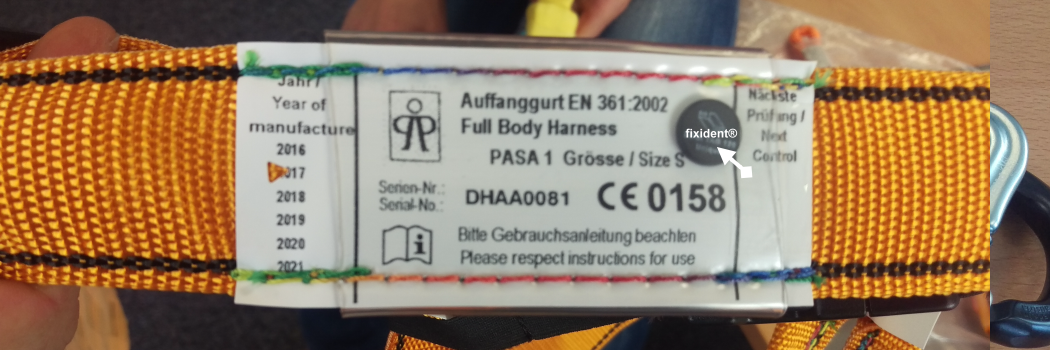 Jahr /
Year of
manufacture
2016
017
2018
2019
2020
2021
Auffanggurt EN 361:2002
Full Body Harness
PASA 1 Grösse / Size S
Serien-Nr.:
Serial-No.:
DHAA0081
CE 0158
i
Bitte Gebrauchsanleitung beachten
Please respect instructions for use
fixident®
Nächste
Prüfung /
Next
Control